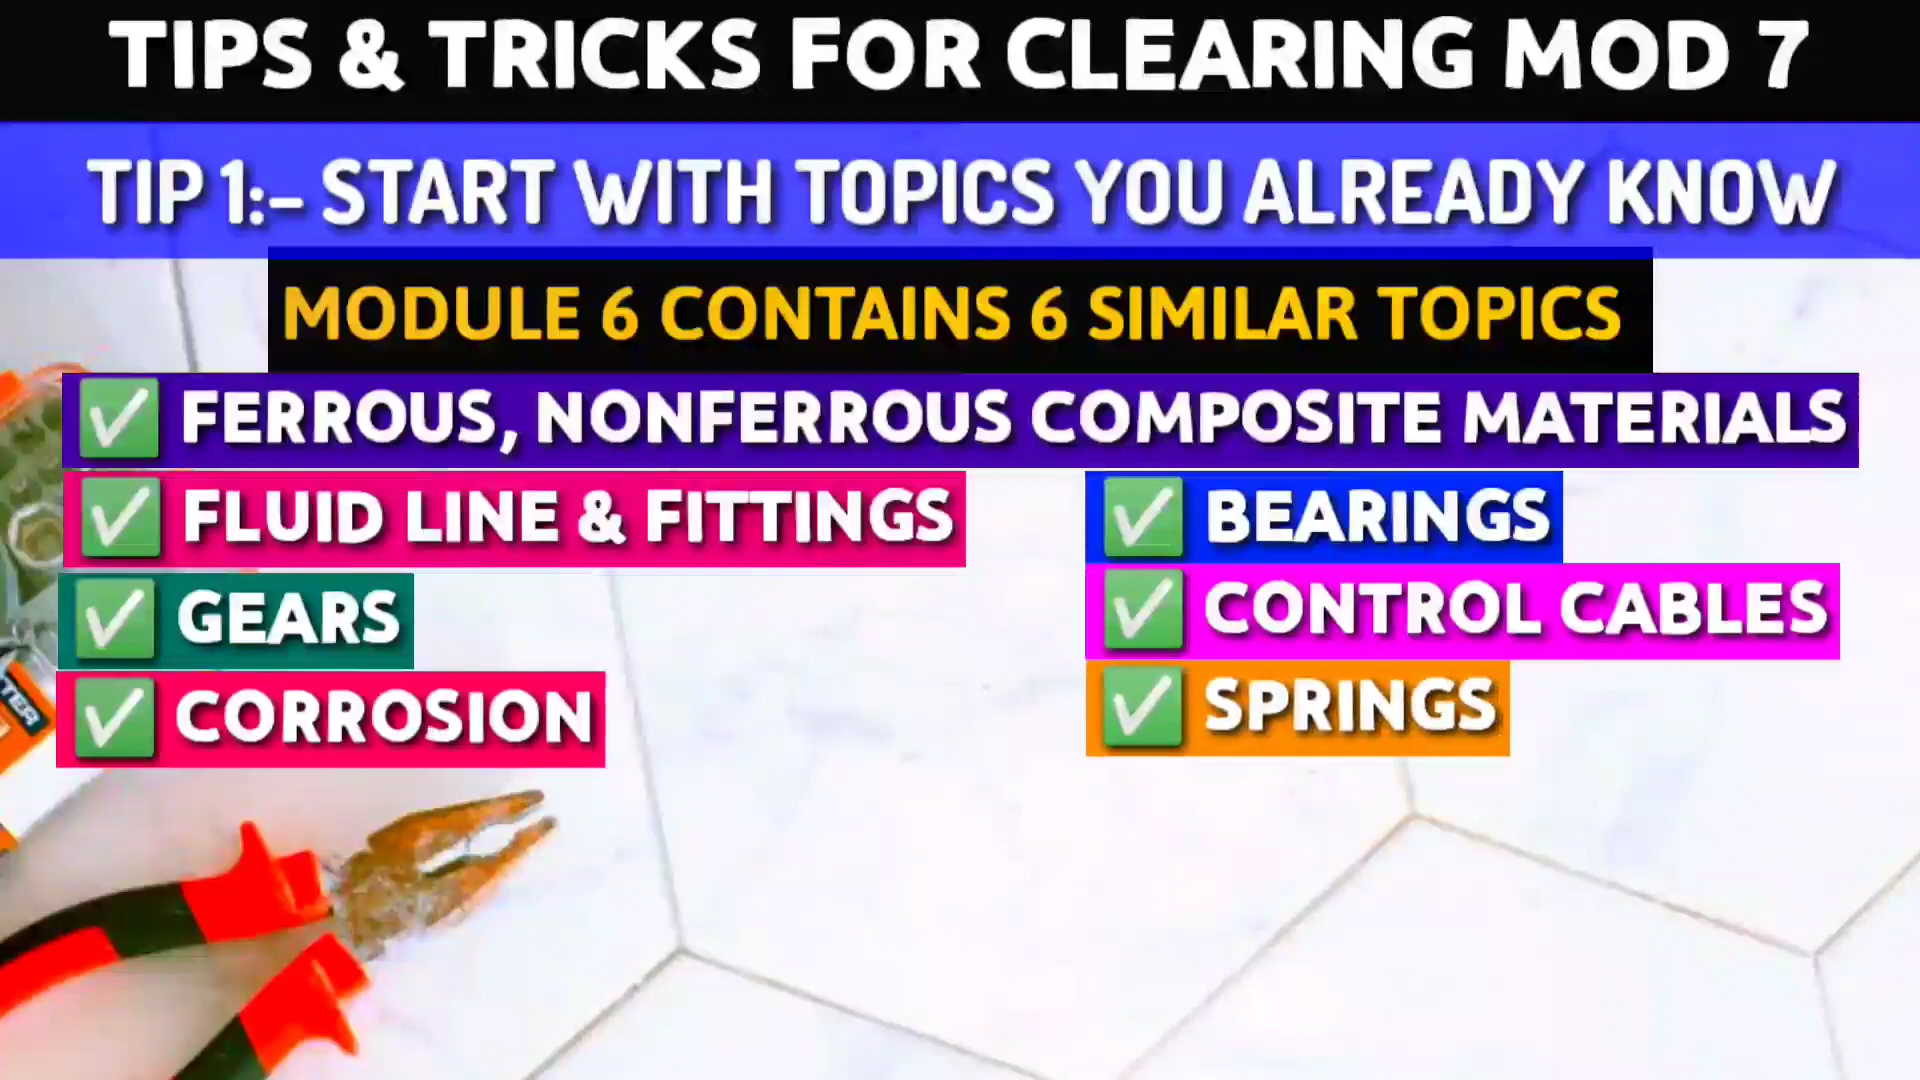 TIPS & TRICKS FOR CLEARING MOD 7
TIP 1:- START WITH TOPICS YOU ALREADY KNOW
MODULE 6 CONTAINS 6 SIMILAR TOPICS
✅ FERROUS, NONFERROUS COMPOSITE MATERIALS
✅ FLUID LINE & FITTINGS
✅ BEARINGS
✅ GEARS
✅ CONTROL CABLES
✅ CORROSION
✅ SPRINGS